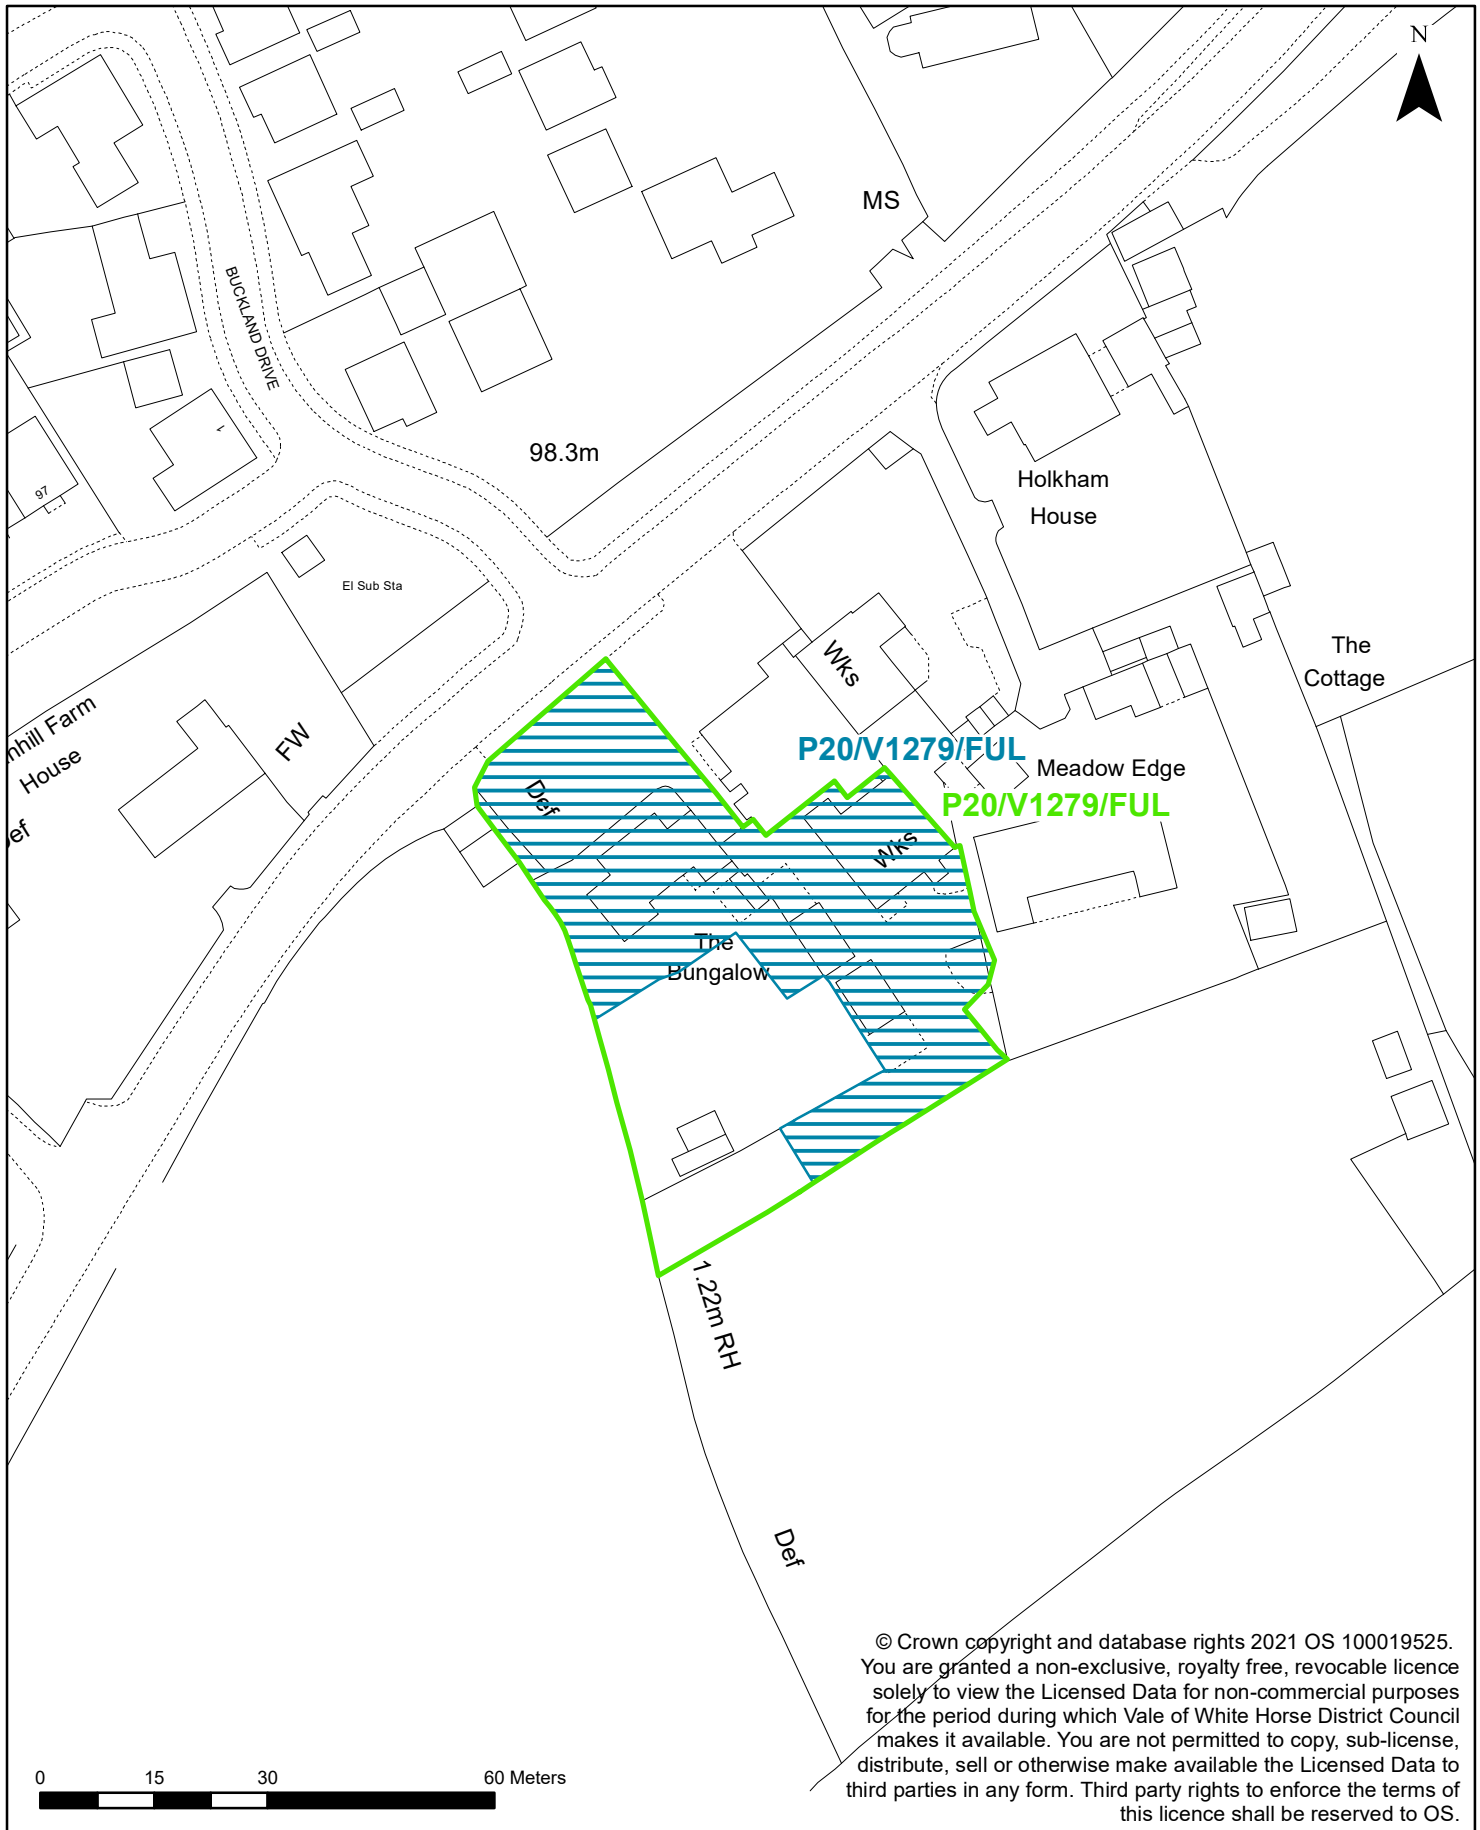 N
MS
BUCKLAND DRIVE
98.3m
1
97
Holkham
House
El Sub Sta
The
Cottage
Wks
FW
House
P20/V1279/FUL
Meadow Edge
P20/V1279/FUL
Def
Wks
The
Bungalow
1.22m RH
Def
© Crown copyright and database rights 2021 OS 100019525.
You are granted a non-exclusive, royalty free, revocable licence
solely to view the Licensed Data for non-commercial purposes
for the period during which Vale of White Horse District Council
makes it available. You are not permitted to copy, sub-license,
distribute, sell or otherwise make available the Licensed Data to
third parties in any form. Third party rights to enforce the terms of
this licence shall be reserved to OS.
0 15 30 60 Meters